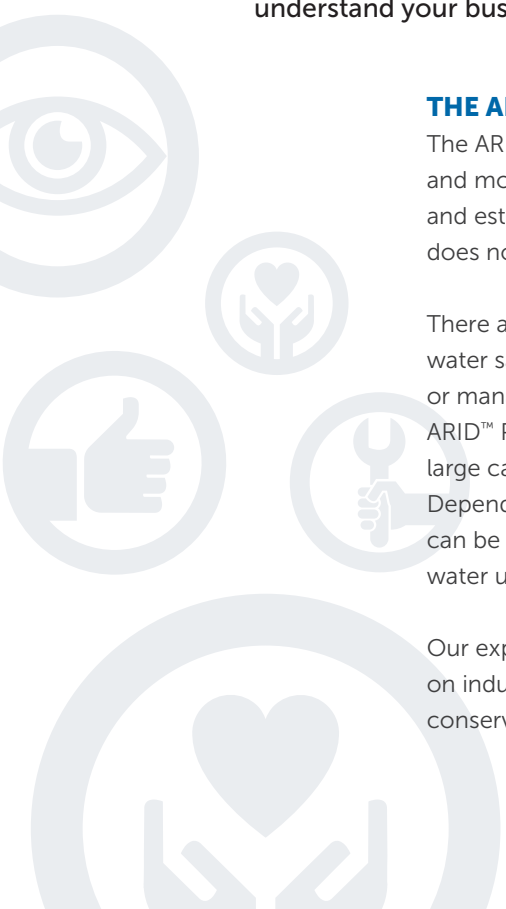 understand your bus
THE A
The AR
and mo
and est
does no
There a
water s
or man
ARID™
large ca
Depend
can be
water u
Our exp
on indu
conserv